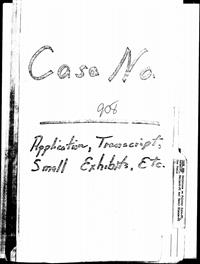 Case No.
908
Application, Transcript,
Small Exhibits, Etc.